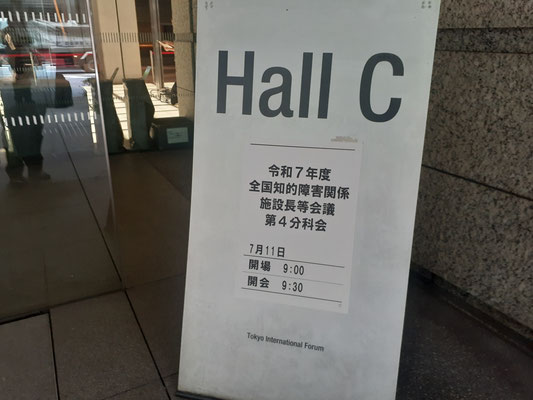 Hall C
令和７年度
全国知的障害関係
施設長等会議
第４分科会
7月11日
開場　9:00
開会　9:30
Tokyo International Forum